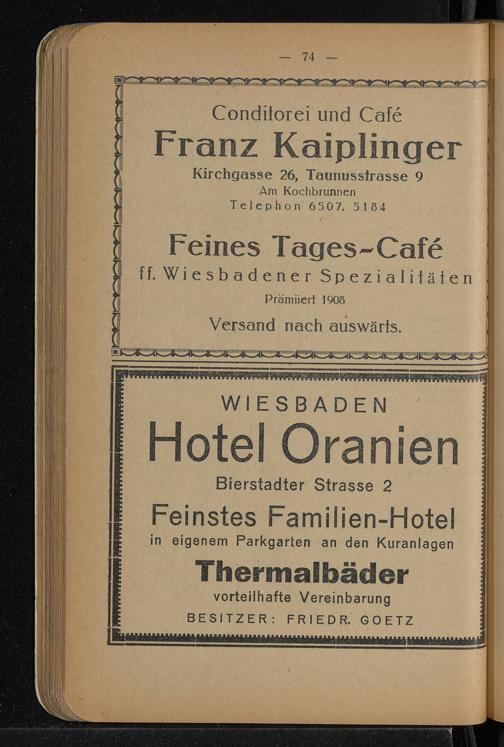 — 74 —
Conditorei und Café
Franz Kaiplinger
Kirchgasse 26, Taunusstrasse 9
Am Kochbrunnen
Telephon 6507, 5184
Feines Tages-Café
ff. Wiesbadener Spezialitäten
Prämiiert 1908
Versand nach auswärts.
WIESBADEN
Hotel Oranien
Bierstadter Strasse 2
Feinstes Familien-Hotel
in eigenem Parkgarten an den Kuranlagen
Thermalbäder
vorteilhafte Vereinbarung
BESITZER: FRIEDR. GOETZ